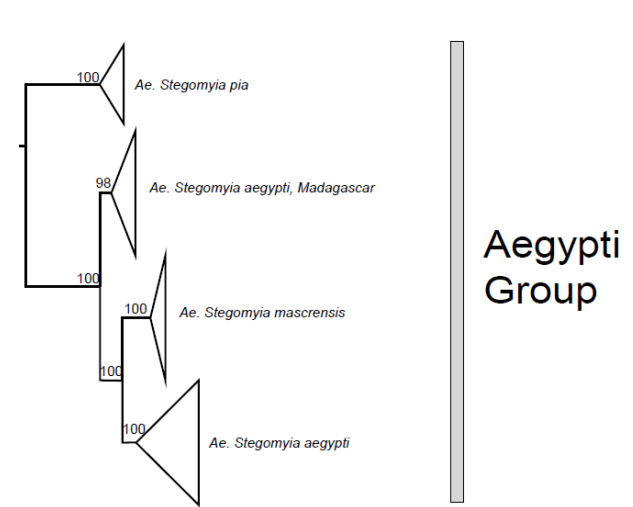 100
Ae. Stegomyia pia
98
Ae. Stegomyia aegypti, Madagascar
Aegypti
Group
100
100
Ae. Stegomyia mascrensis
100
100
Ae. Stegomyia aegypti